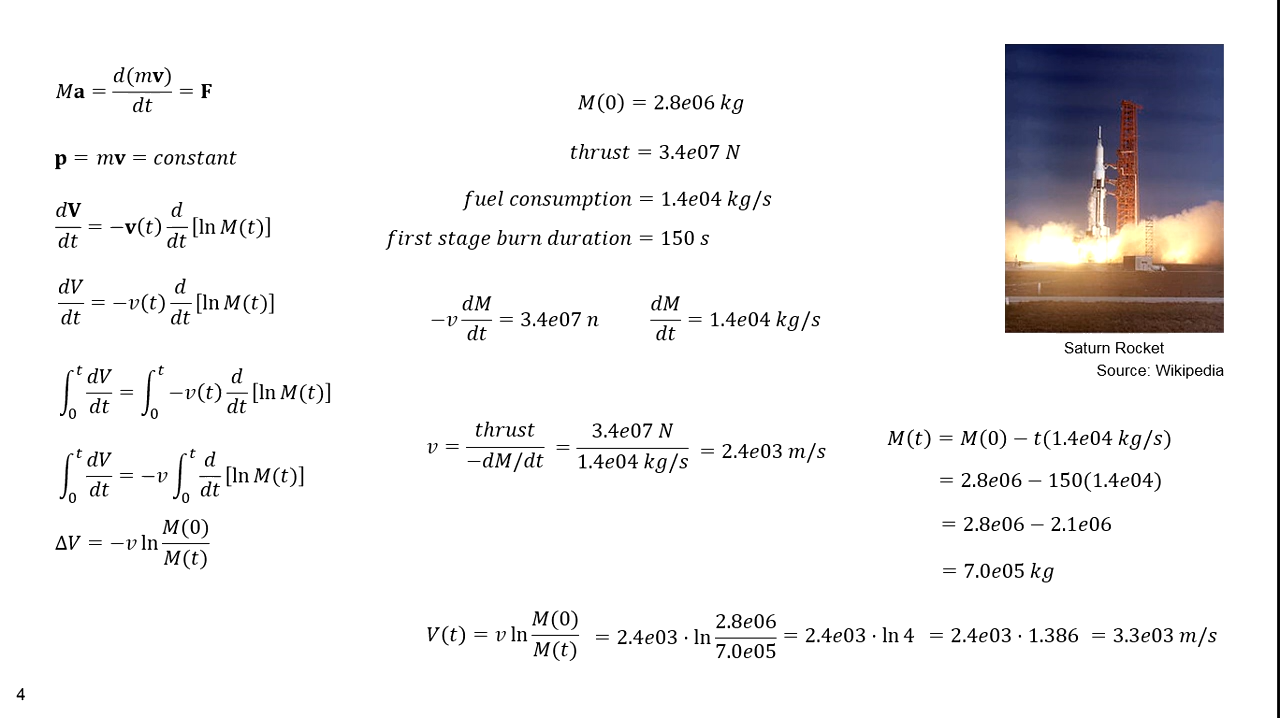 Ma = d(mv)/dt = F
p = mv = constant
dV/dt = −v(t) d/dt [ln M(t)]
dV/dt = −v(t) d/dt [ln M(t)]
∫₀ᵗ dV/dt = ∫₀ᵗ −v(t) d/dt [ln M(t)]
∫₀ᵗ dV/dt = −v ∫₀ᵗ d/dt [ln M(t)]
ΔV = −v ln M(0)/M(t)
M(0) = 2.8e06 kg
thrust = 3.4e07 N
fuel consumption = 1.4e04 kg/s
first stage burn duration = 150 s
−v dM/dt = 3.4e07 n dM/dt = 1.4e04 kg/s
v = thrust/−dM/dt = 3.4e07 N/1.4e04 kg/s = 2.4e03 m/s
Saturn Rocket
Source: Wikipedia
M(t) = M(0) − t(1.4e04 kg/s)
= 2.8e06 − 150(1.4e04)
= 2.8e06 − 2.1e06
= 7.0e05 kg
V(t) = v ln M(0)/M(t) = 2.4e03 · ln 2.8e06/7.0e05 = 2.4e03 · ln 4 = 2.4e03 · 1.386 = 3.3e03 m/s
4